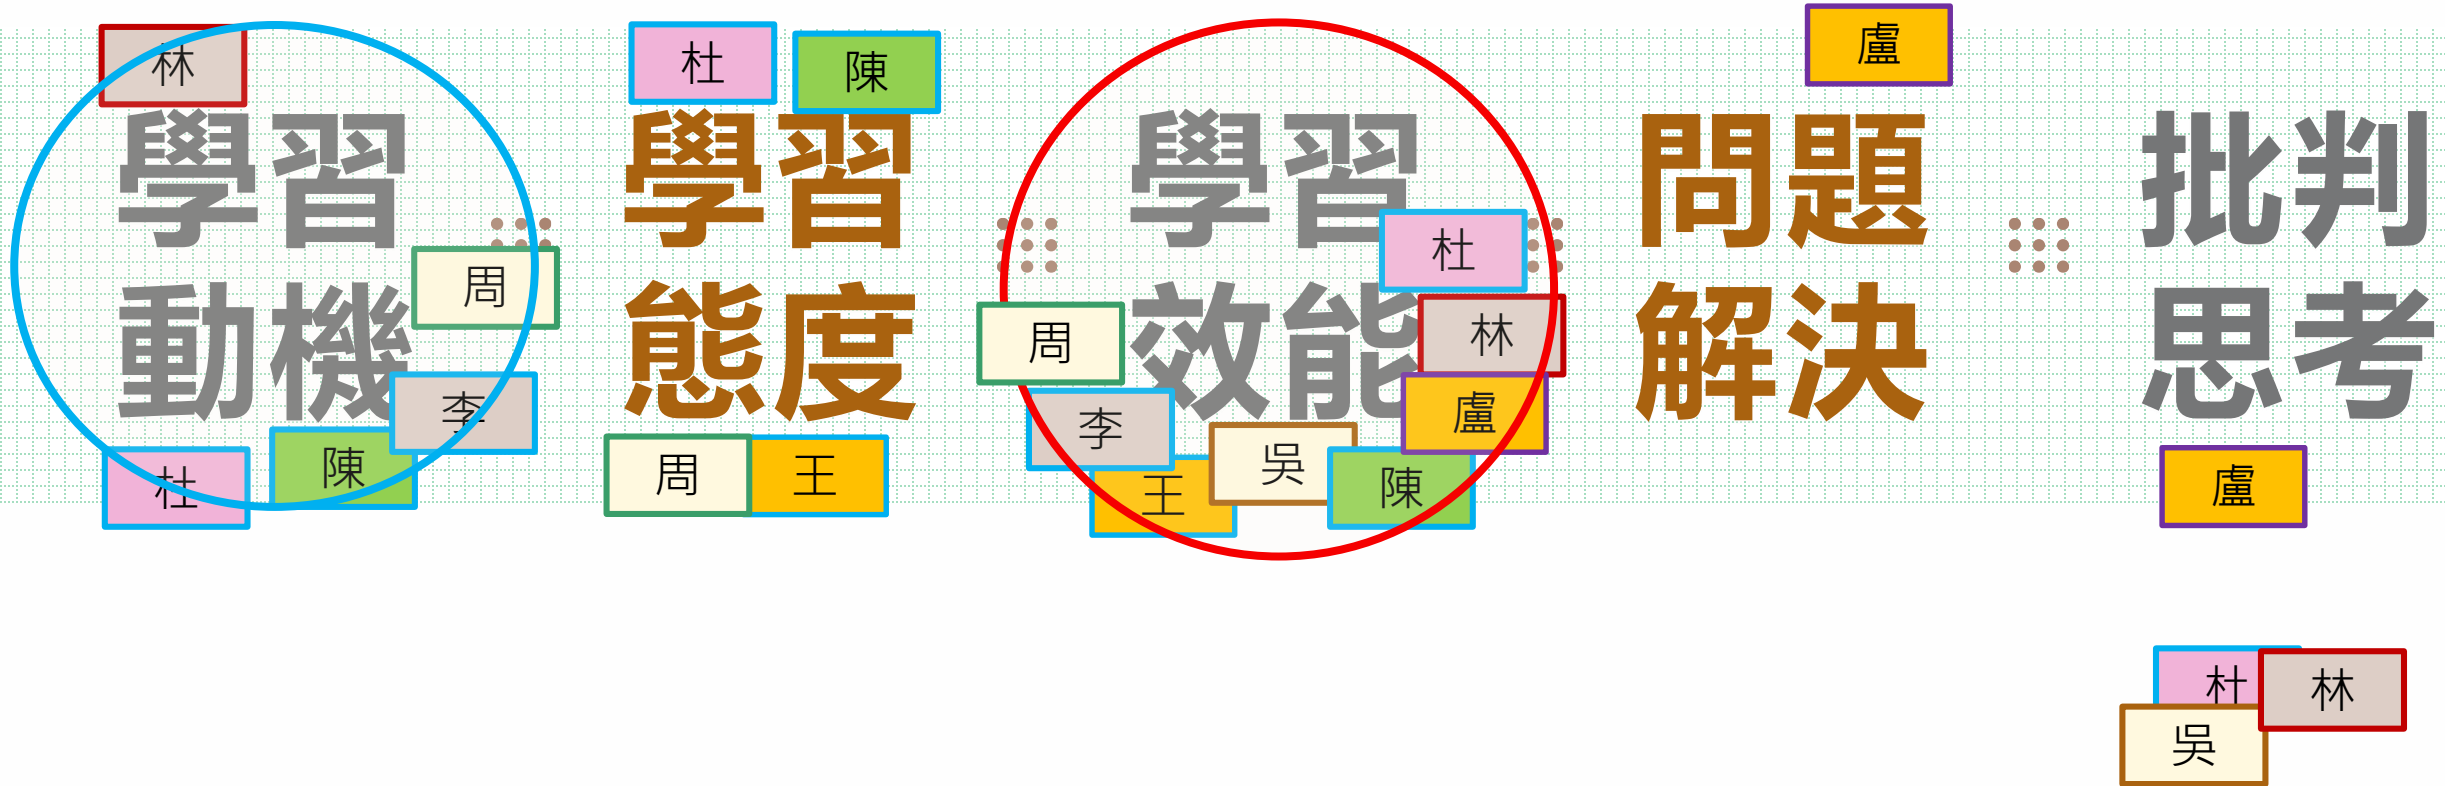 林
杜
陳
盧
學習
動機
學習
態度
學習
效能
問題
解決
批判
思考
周
李
陳
杜
周
王
杜
林
盧
周
李
王
吳
陳
盧
杜
林
吳